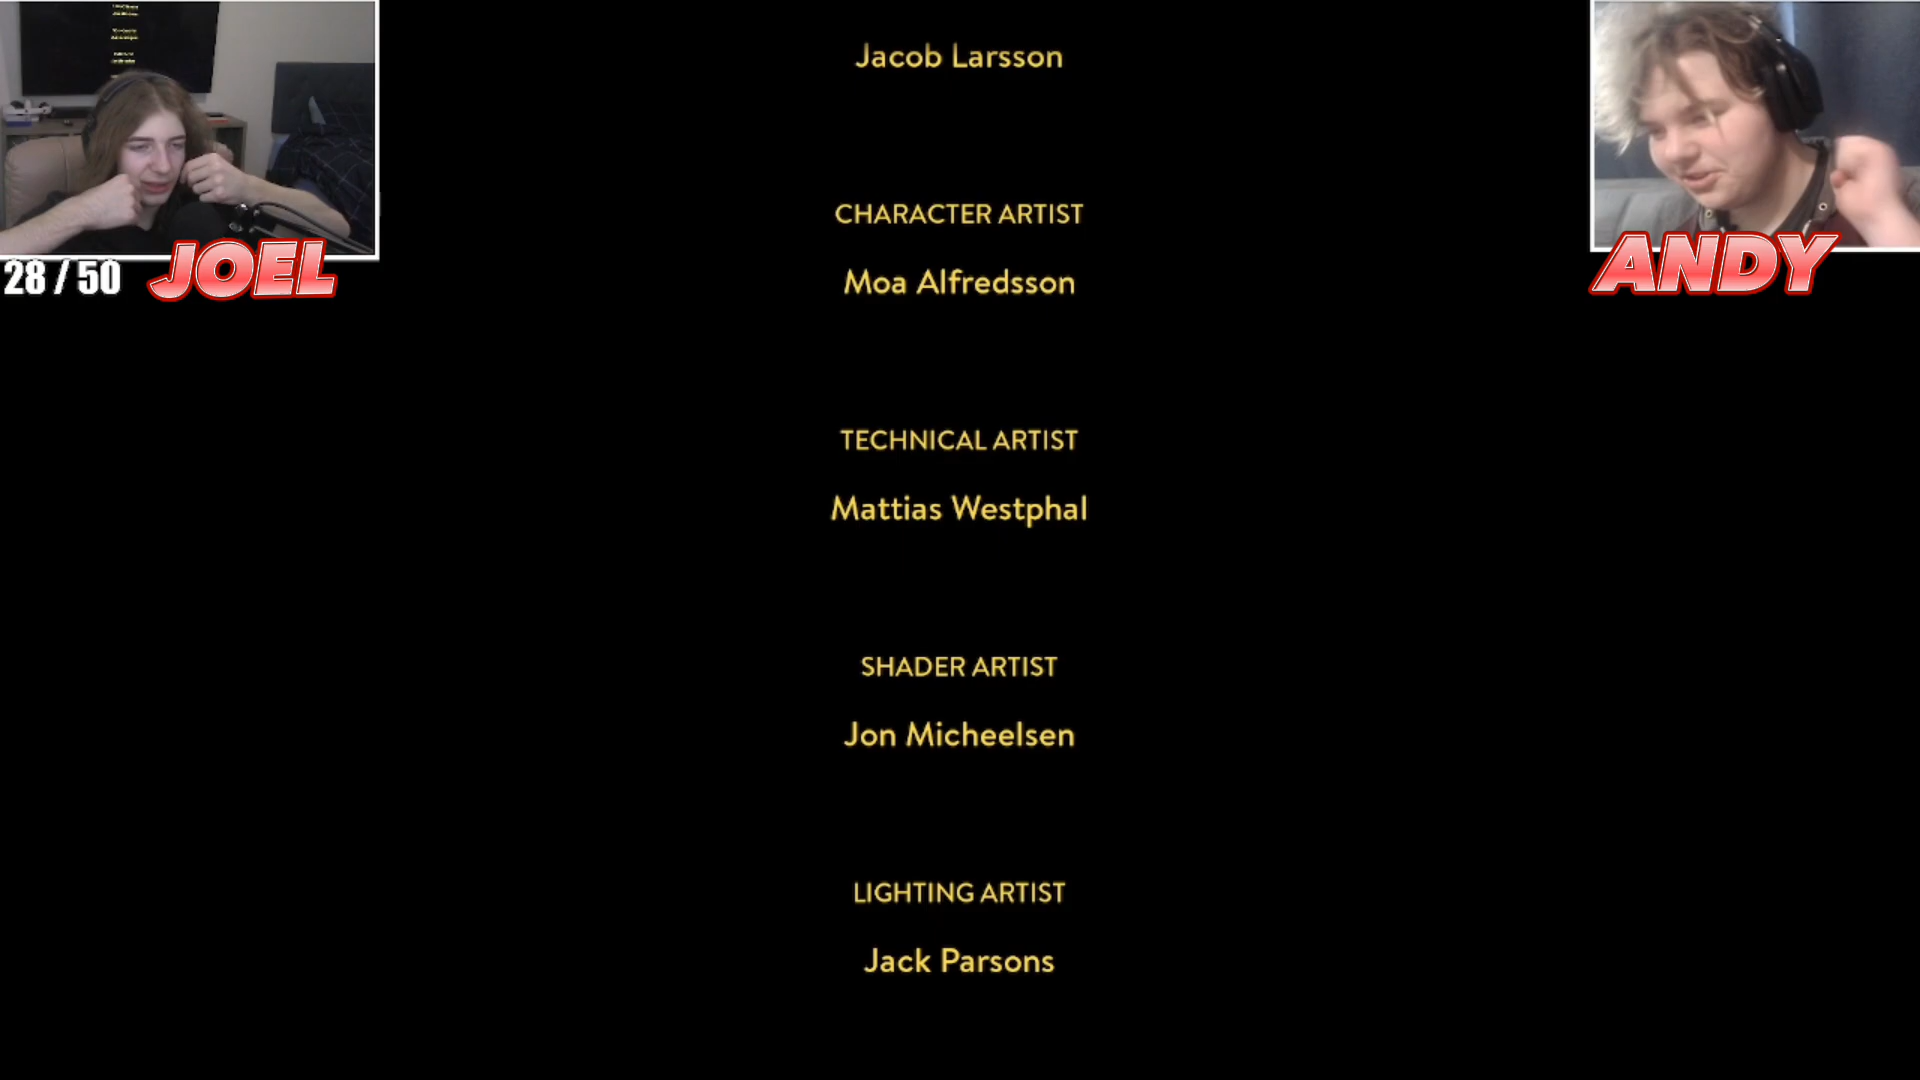 Jacob Larsson
CHARACTER ARTIST
Moa Alfredsson
28 / 50
JOEL
ANDY
TECHNICAL ARTIST
Mattias Westphal
SHADER ARTIST
Jon Micheelsen
LIGHTING ARTIST
Jack Parsons